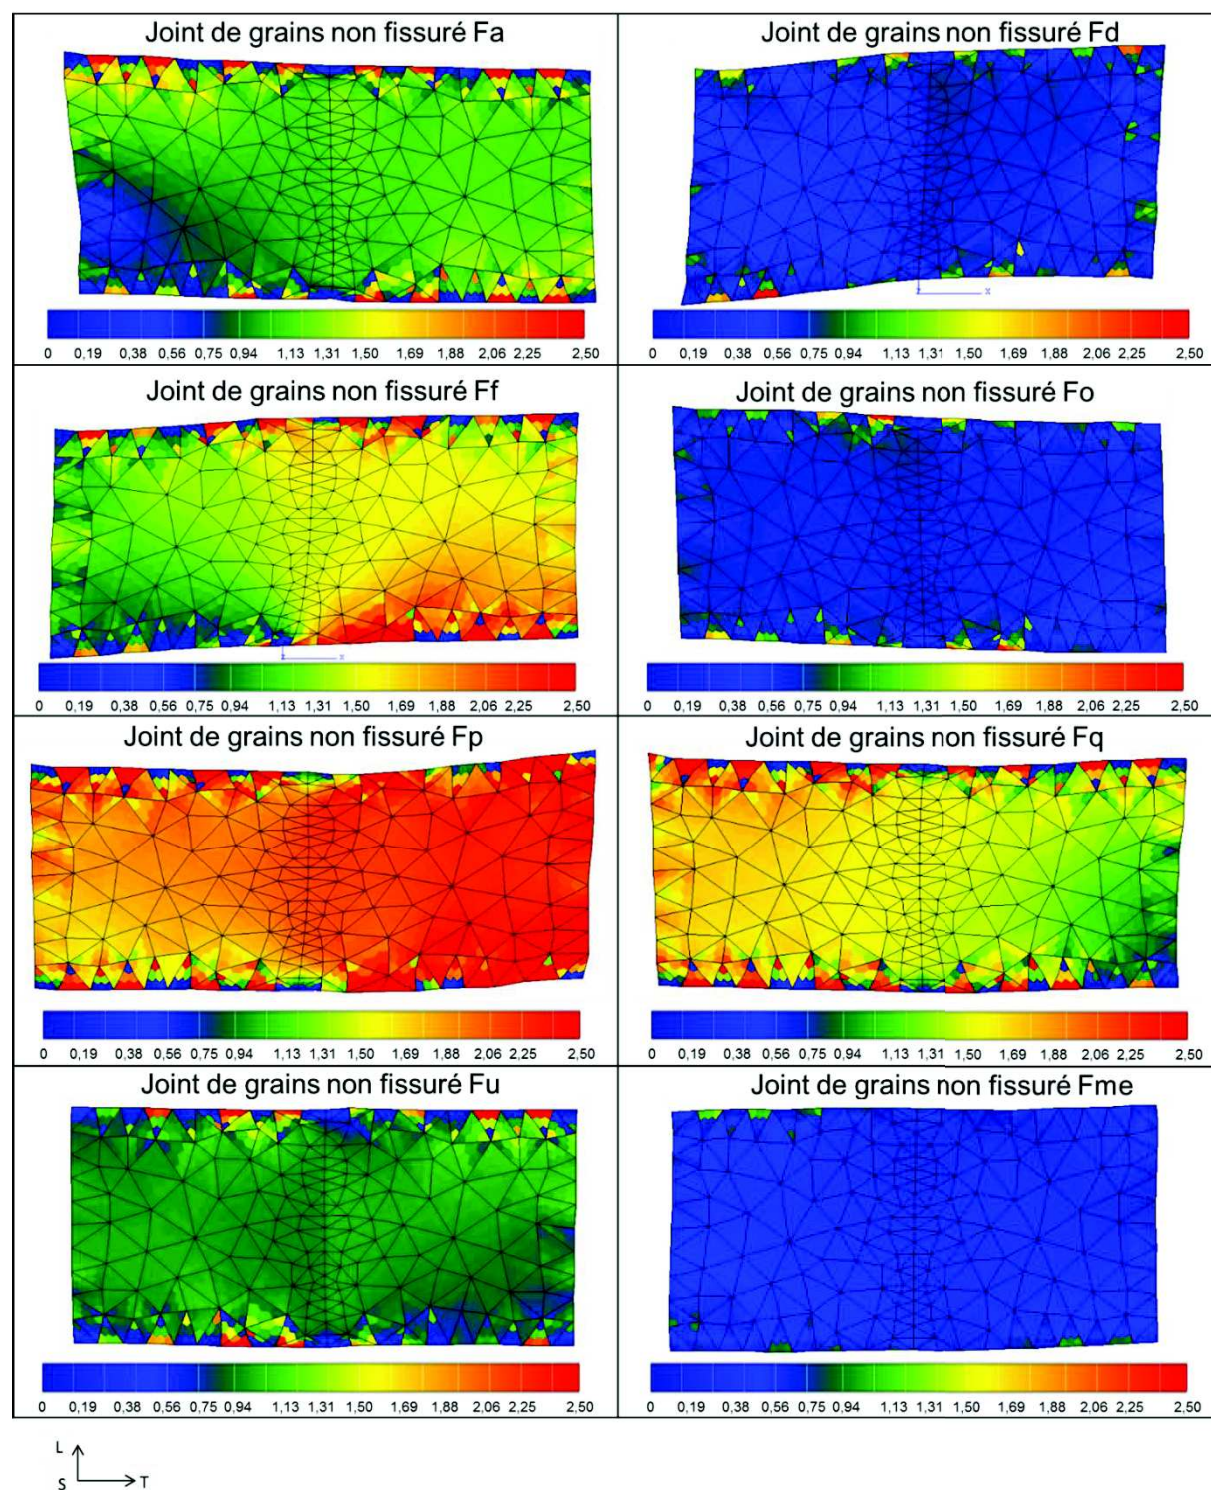 Joint de grains non fissuré Fa
0 0,19 0,38 0,56 0,75 0,94 1,13 1,31 1,50 1,69 1,88 2,06 2,25 2,50
Joint de grains non fissuré Fd
z x
0 0,19 0,38 0,56 0,75 0,94 1,13 1,31 1,50 1,69 1,88 2,06 2,25 2,50
Joint de grains non fissuré Ff
z x
0 0,19 0,38 0,56 0,75 0,94 1,13 1,31 1,50 1,69 1,88 2,06 2,25 2,50
Joint de grains non fissuré Fo
0 0,19 0,38 0,56 0,75 0,94 1,13 1,31 1,50 1,69 1,88 2,06 2,25 2,50
Joint de grains non fissuré Fp
0 0,19 0,38 0,56 0,75 0,94 1,13 1,31 1,50 1,69 1,88 2,06 2,25 2,50
Joint de grains non fissuré Fq
0 0,19 0,38 0,56 0,75 0,94 1,13 1,31 1,50 1,69 1,88 2,06 2,25 2,50
Joint de grains non fissuré Fu
0 0,19 0,38 0,56 0,75 0,94 1,13 1,31 1,50 1,69 1,88 2,06 2,25 2,50
Joint de grains non fissuré Fme
0 0,19 0,38 0,56 0,75 0,94 1,13 1,31 1,50 1,69 1,88 2,06 2,25 2,50
L
S T